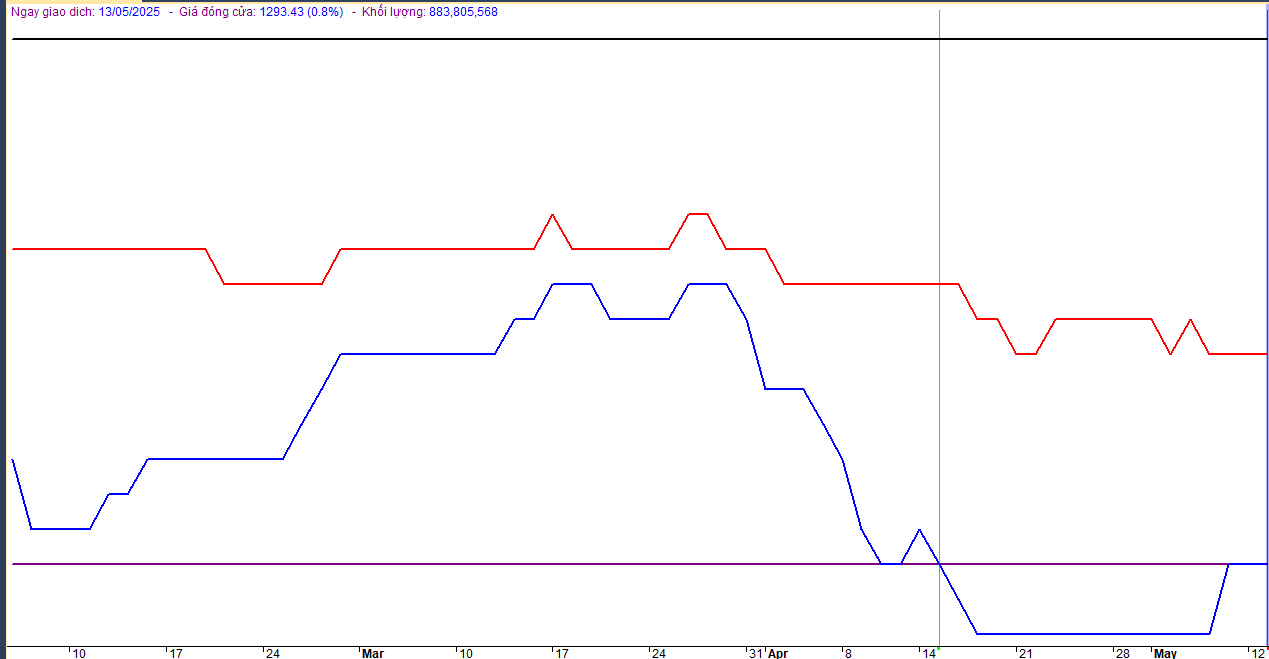 Ngay giao dich: 13/05/2025 - Giá đóng cửa: 1293.43 (0.8%) - Khối lượng: 883,805,568
10 17 24 Mar 10 17 24 31 Apr 8 14 21 28 May 12